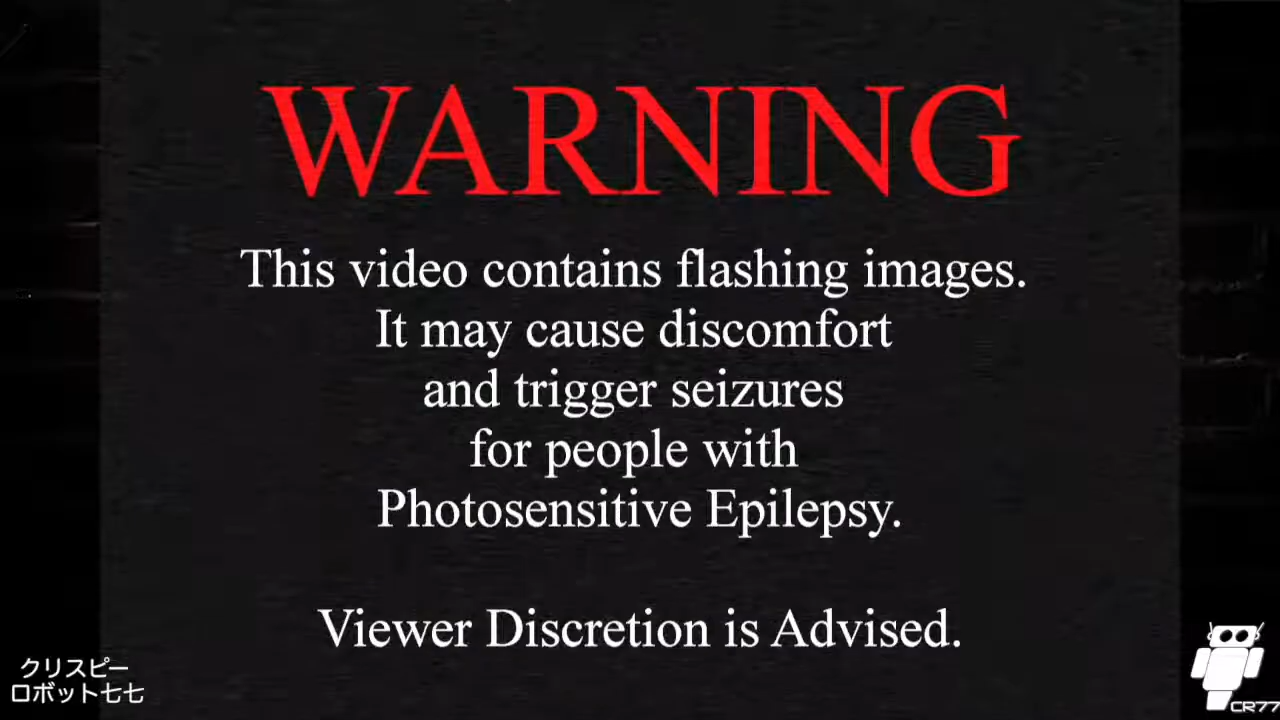 WARNING
This video contains flashing images.
It may cause discomfort
and trigger seizures
for people with
Photosensitive Epilepsy.
Viewer Discretion is Advised.
クリスピー
ロボット七七
CR77